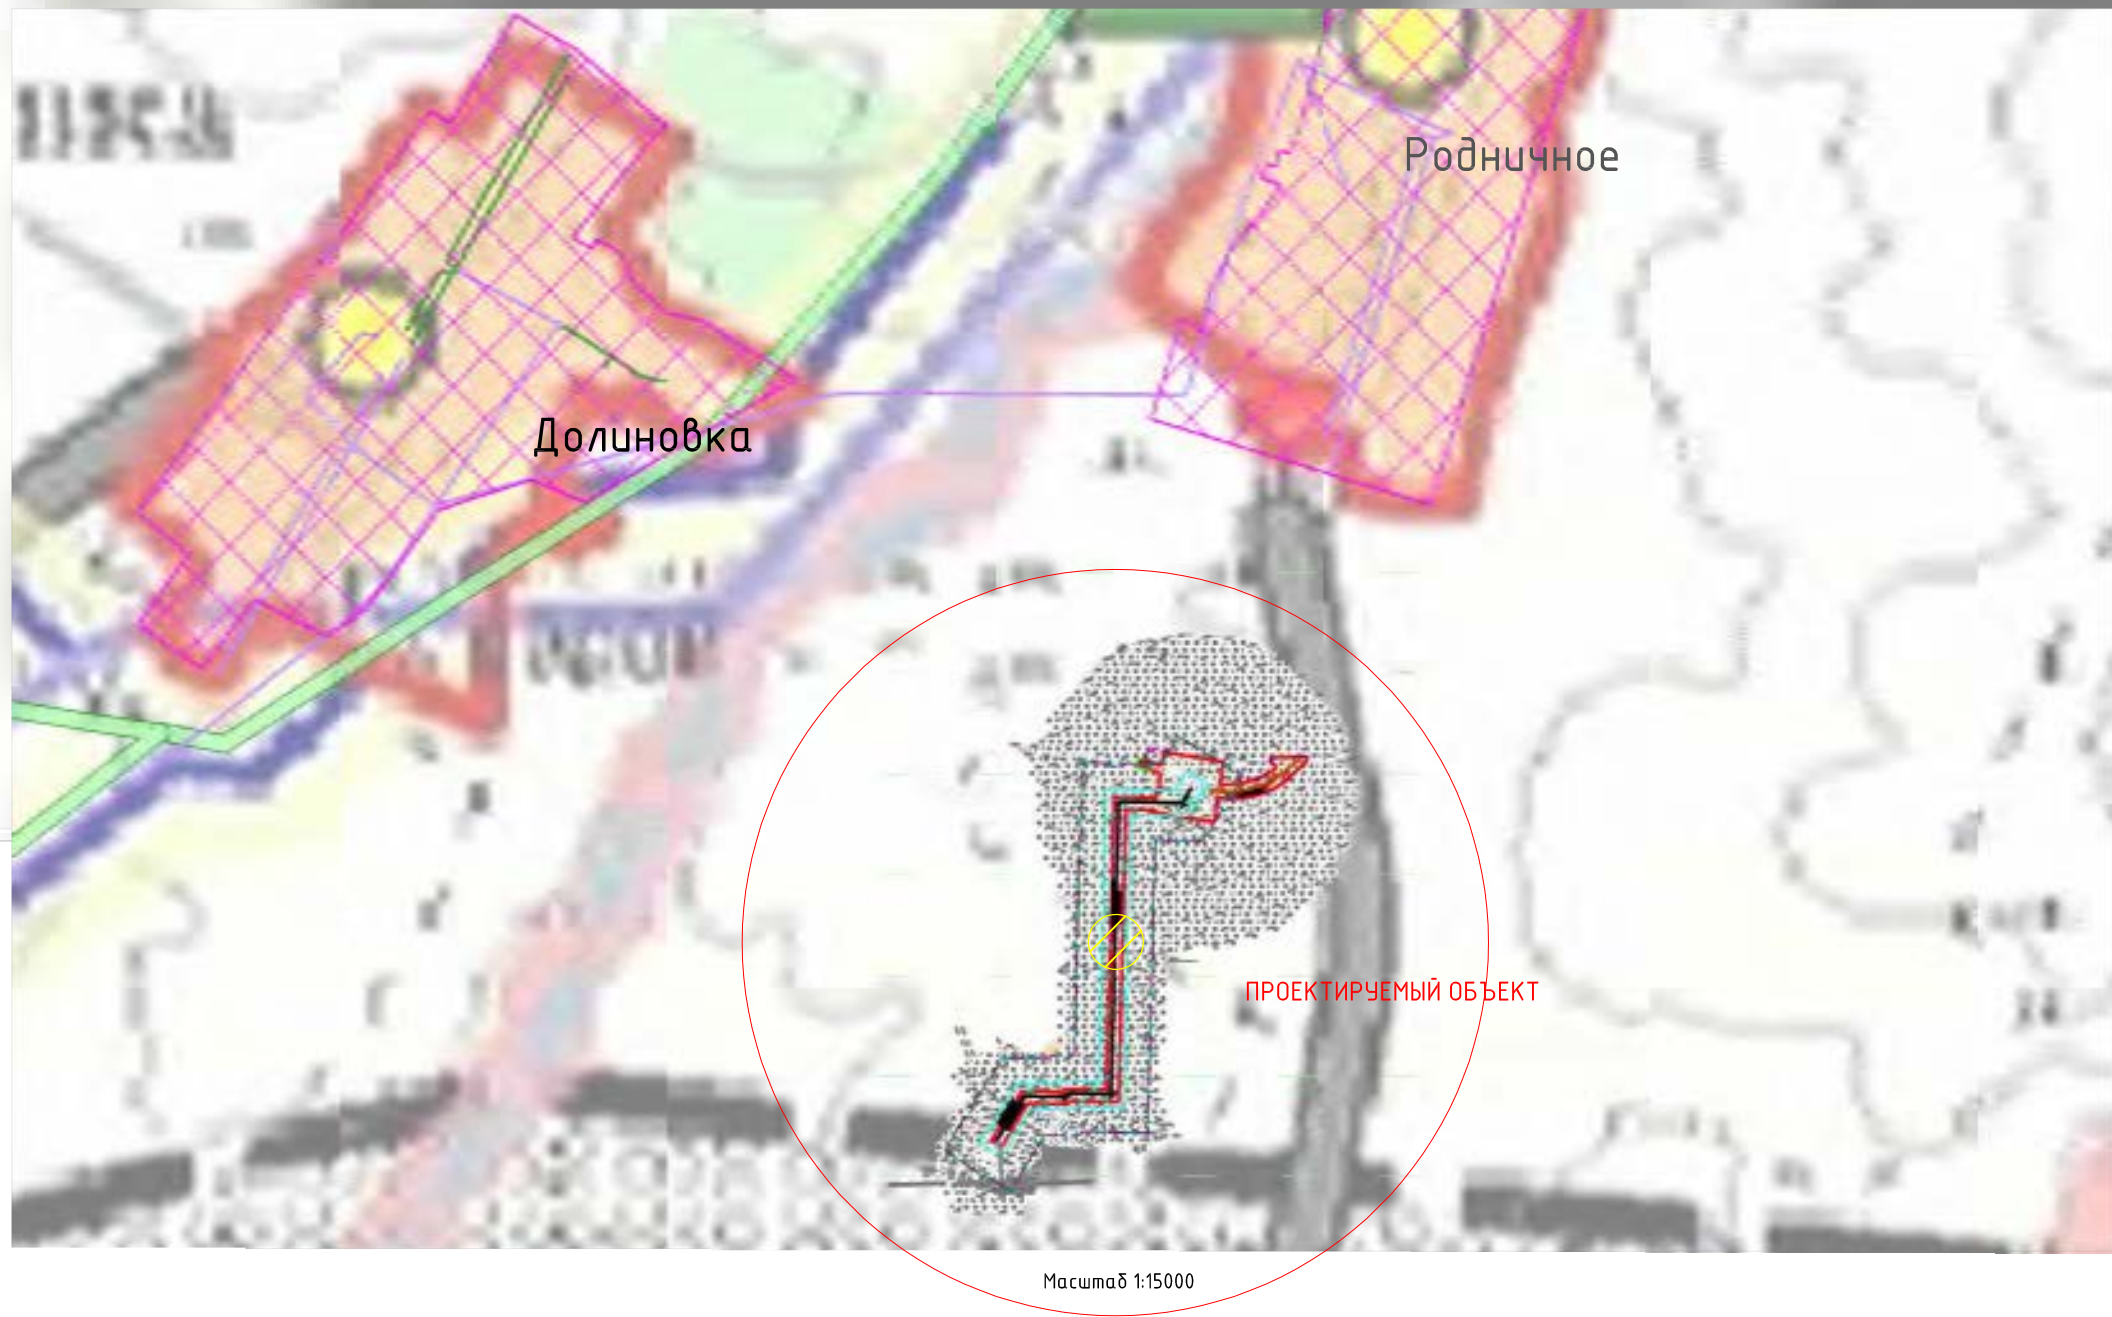 Родничное
Долиновка
ПРОЕКТИРУЕМЫЙ ОБЪЕКТ
Масштаб 1:15000